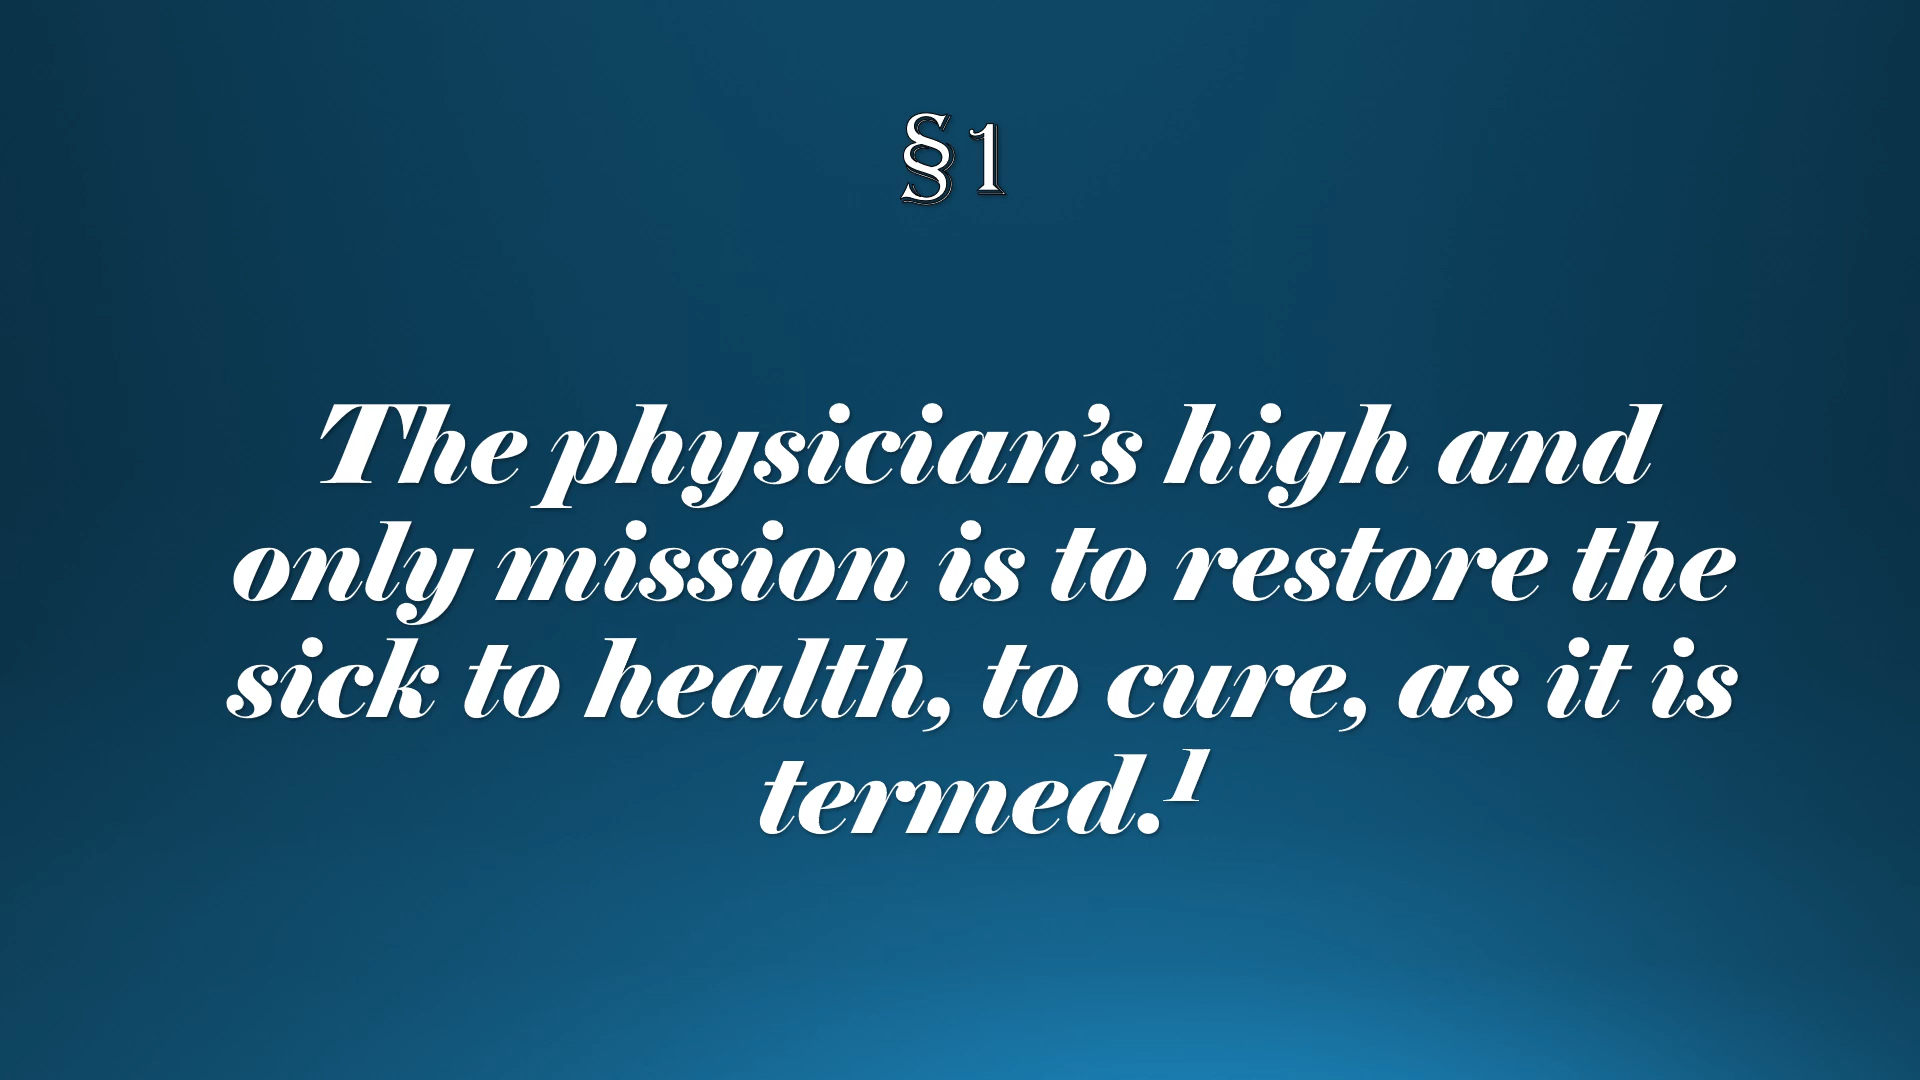 §1
The physician’s high and
only mission is to restore the
sick to health, to cure, as it is
termed.¹